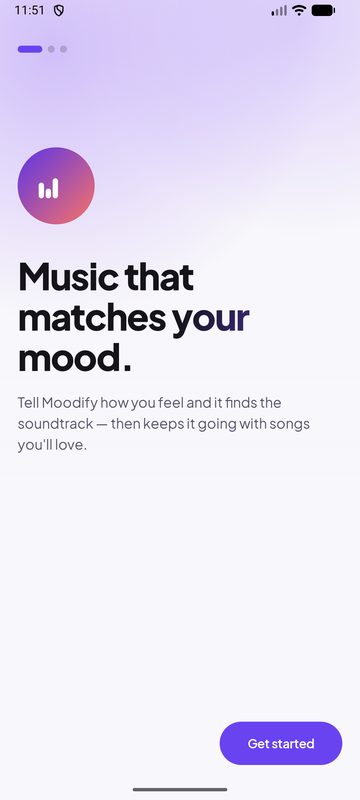 11:51
Music that
matches your
mood.
Tell Moodify how you feel and it finds the
soundtrack — then keeps it going with songs
you'll love.
Get started